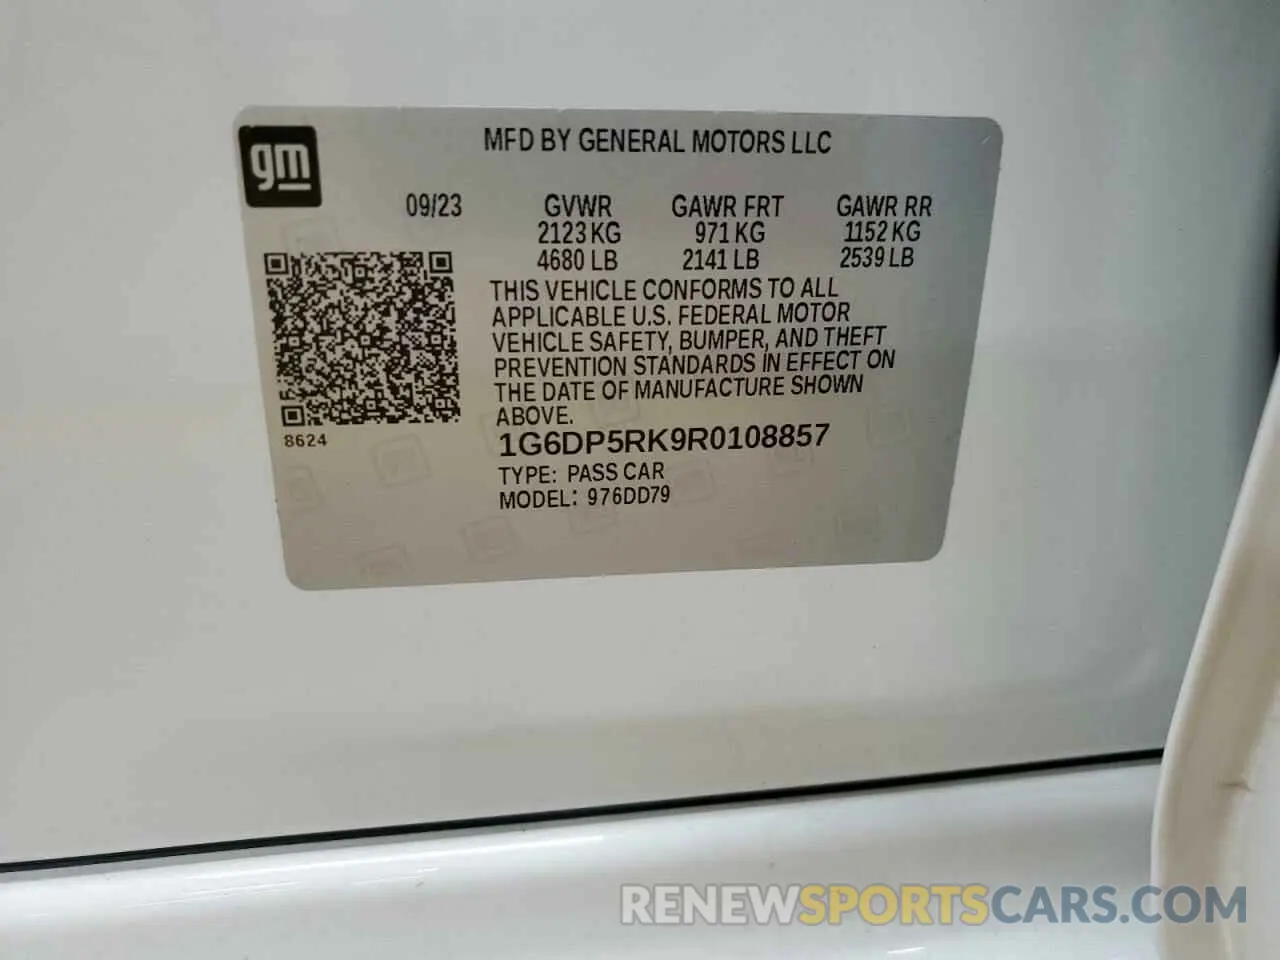 gm
MFD BY GENERAL MOTORS LLC
09/23 GVWR GAWR FRT GAWR RR
2123 KG 971 KG 1152 KG
4680 LB 2141 LB 2539 LB
THIS VEHICLE CONFORMS TO ALL
APPLICABLE U.S. FEDERAL MOTOR
VEHICLE SAFETY, BUMPER, AND THEFT
PREVENTION STANDARDS IN EFFECT ON
THE DATE OF MANUFACTURE SHOWN
ABOVE.
8624
1G6DP5RK9R0108857
TYPE: PASS CAR
MODEL: 976DD79
RENEWSPORTSCARS.COM